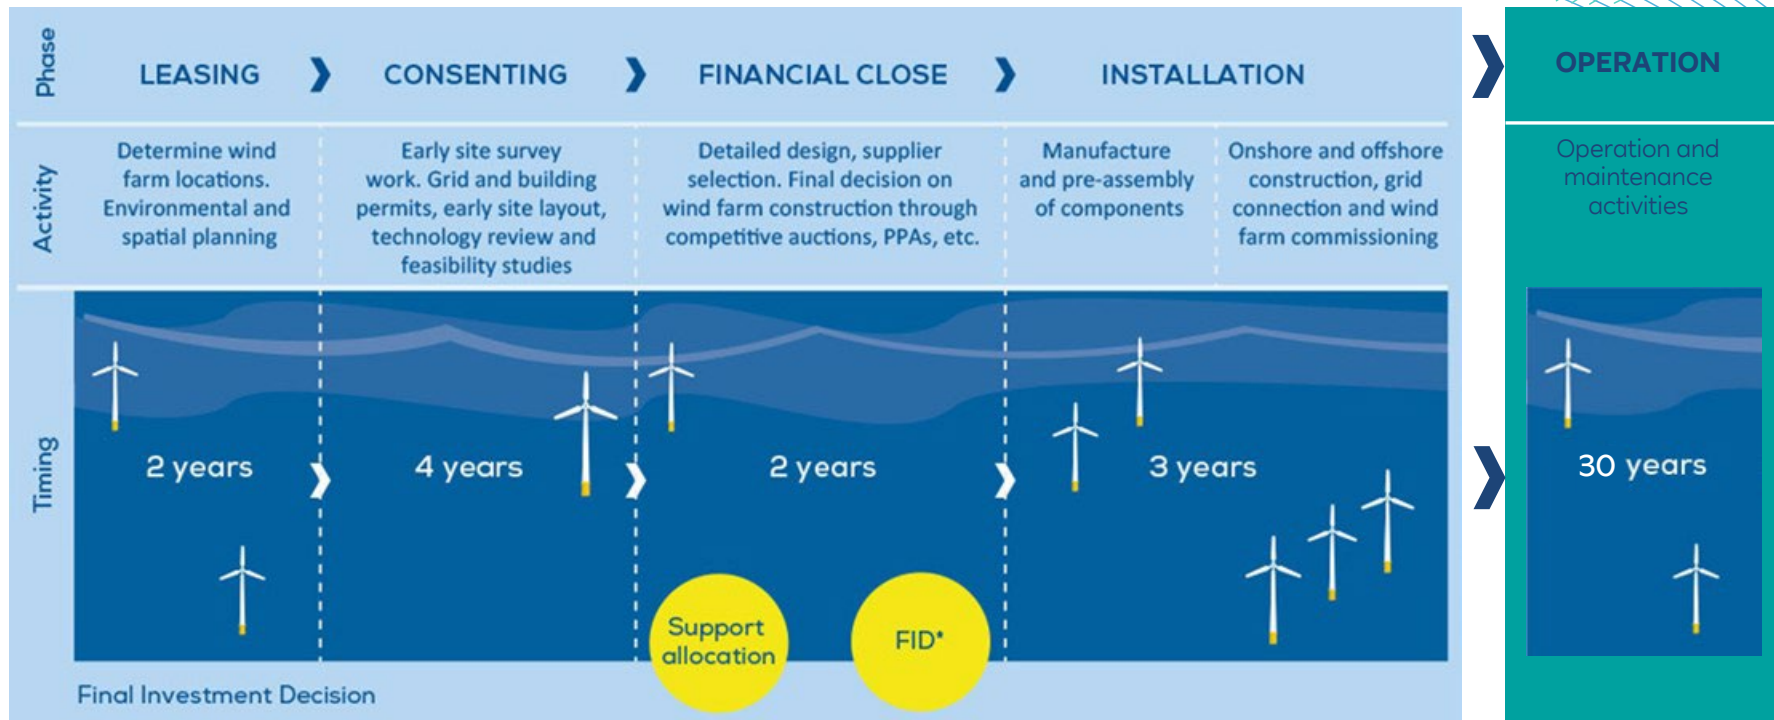 Phase
LEASING
CONSENTING
FINANCIAL CLOSE
INSTALLATION
OPERATION
Activity
Determine wind
farm locations.
Environmental and
spatial planning
Early site survey
work. Grid and building
permits, early site layout,
technology review and
feasibility studies
Detailed design, supplier
selection. Final decision on
wind farm construction through
competitive auctions, PPAs, etc.
Manufacture
and pre-assembly
of components
Onshore and offshore
construction, grid
connection and wind
farm commissioning
Operation and
maintenance
activities
Timing
2 years
4 years
2 years
3 years
30 years
Support
allocation
FID*
Final Investment Decision